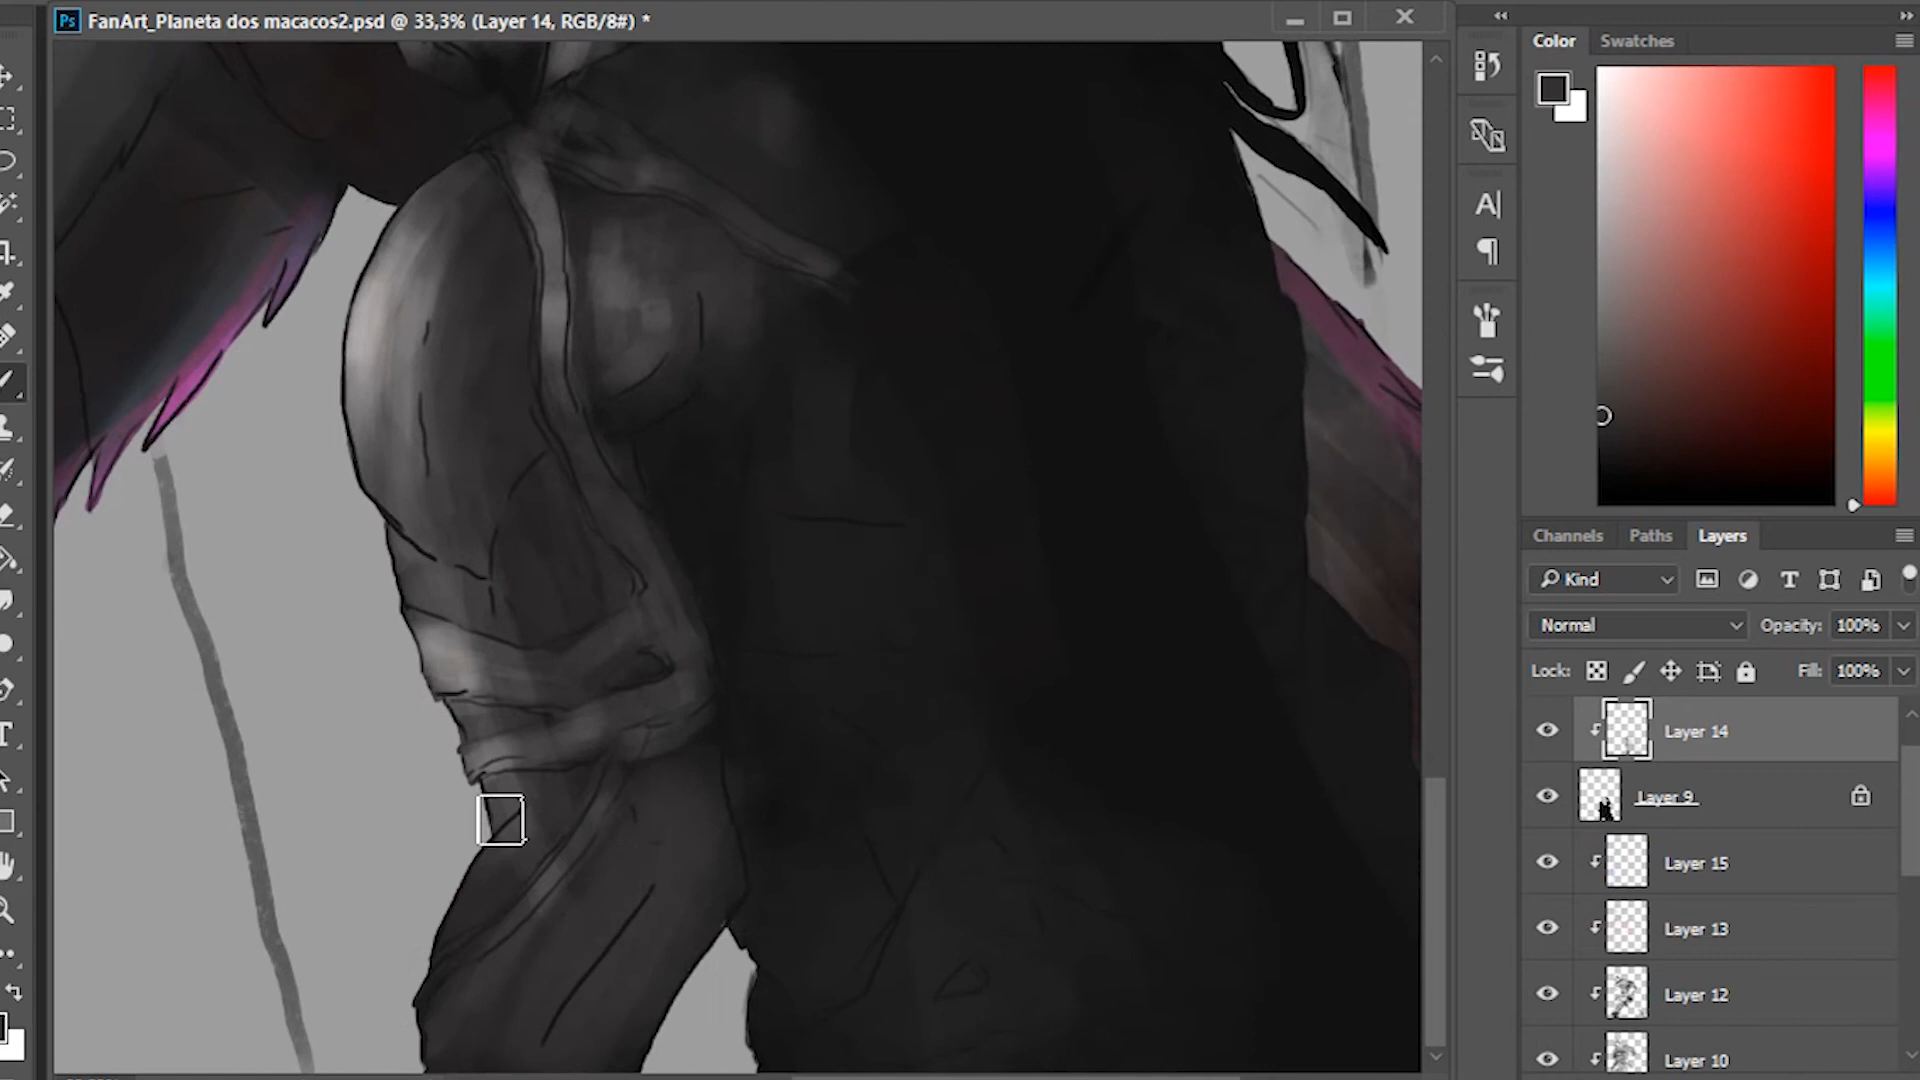 Ps FanArt_Planeta dos macacos2.psd @ 33,3% (Layer 14, RGB/8#) *
Color Swatches
Channels Paths Layers
Kind
Normal Opacity: 100%
Lock: Fill: 100%
Layer 14
Layer 9
Layer 15
Layer 13
Layer 12
Layer 10